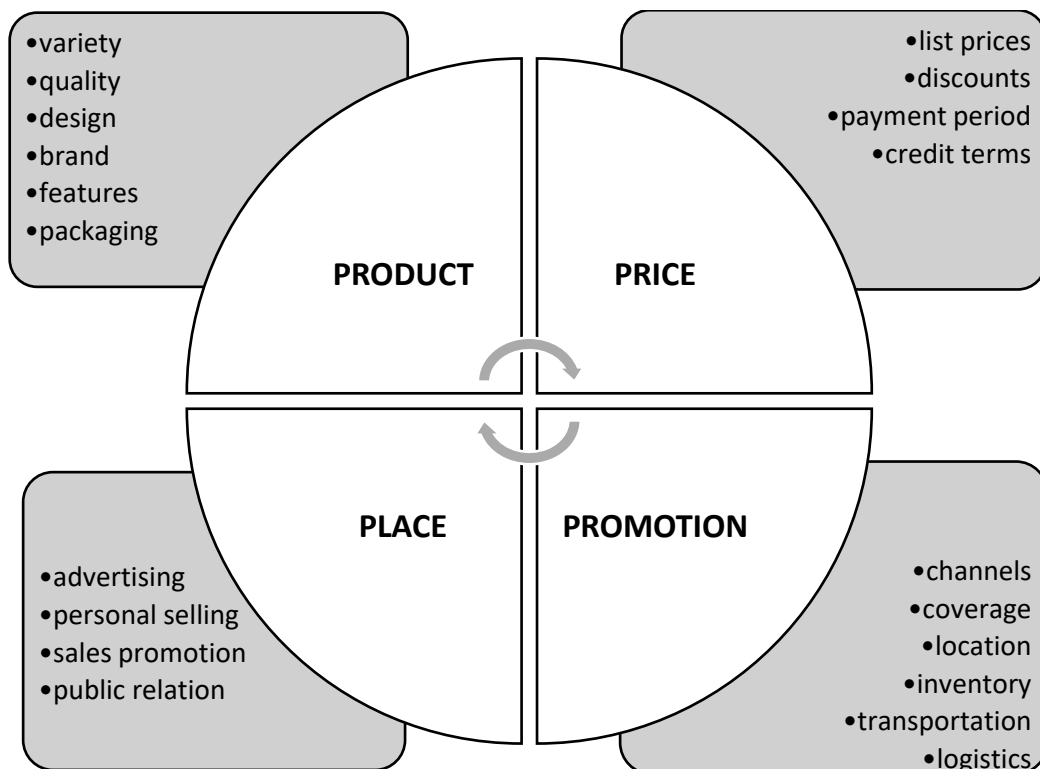 •variety
•quality
•design
•brand
•features
•packaging
•list prices
•discounts
•payment period
•credit terms
PRODUCT
PRICE
PLACE
PROMOTION
•advertising
•personal selling
•sales promotion
•public relation
•channels
•coverage
•location
•inventory
•transportation
•logistics